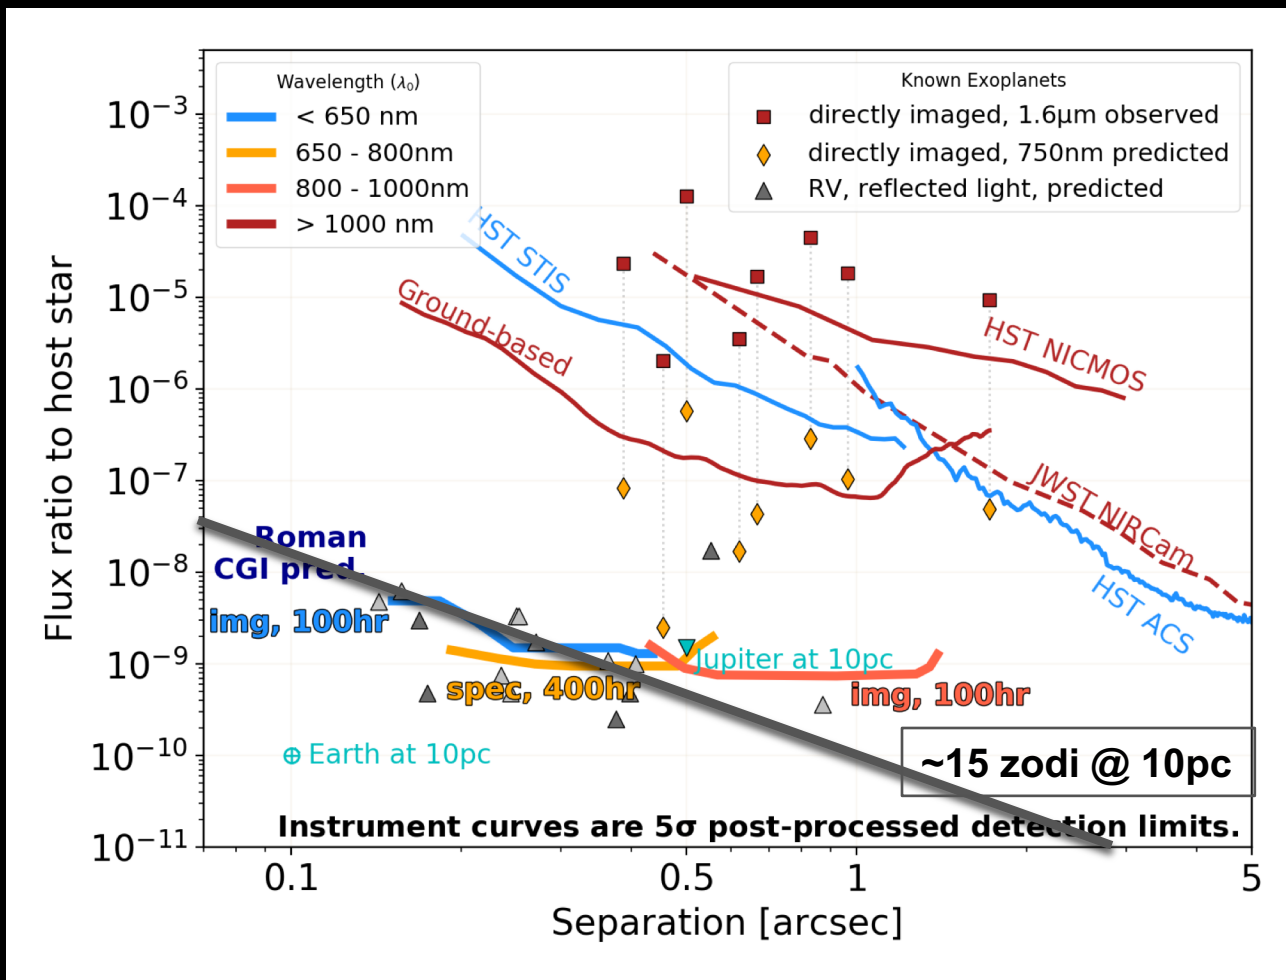 Wavelength (λ₀)
< 650 nm
650 - 800nm
800 - 1000nm
> 1000 nm
Known Exoplanets
directly imaged, 1.6μm observed
directly imaged, 750nm predicted
RV, reflected light, predicted
HST STIS
Ground-based
HST NICMOS
JWST NIRCam
HST ACS
Roman
CGI pred.
img, 100hr
spec, 400hr
Jupiter at 10pc
img, 100hr
Earth at 10pc
~15 zodi @ 10pc
Instrument curves are 5σ post-processed detection limits.
Flux ratio to host star
10⁻³
10⁻⁴
10⁻⁵
10⁻⁶
10⁻⁷
10⁻⁸
10⁻⁹
10⁻¹⁰
10⁻¹¹
0.1
0.5
1
5
Separation [arcsec]